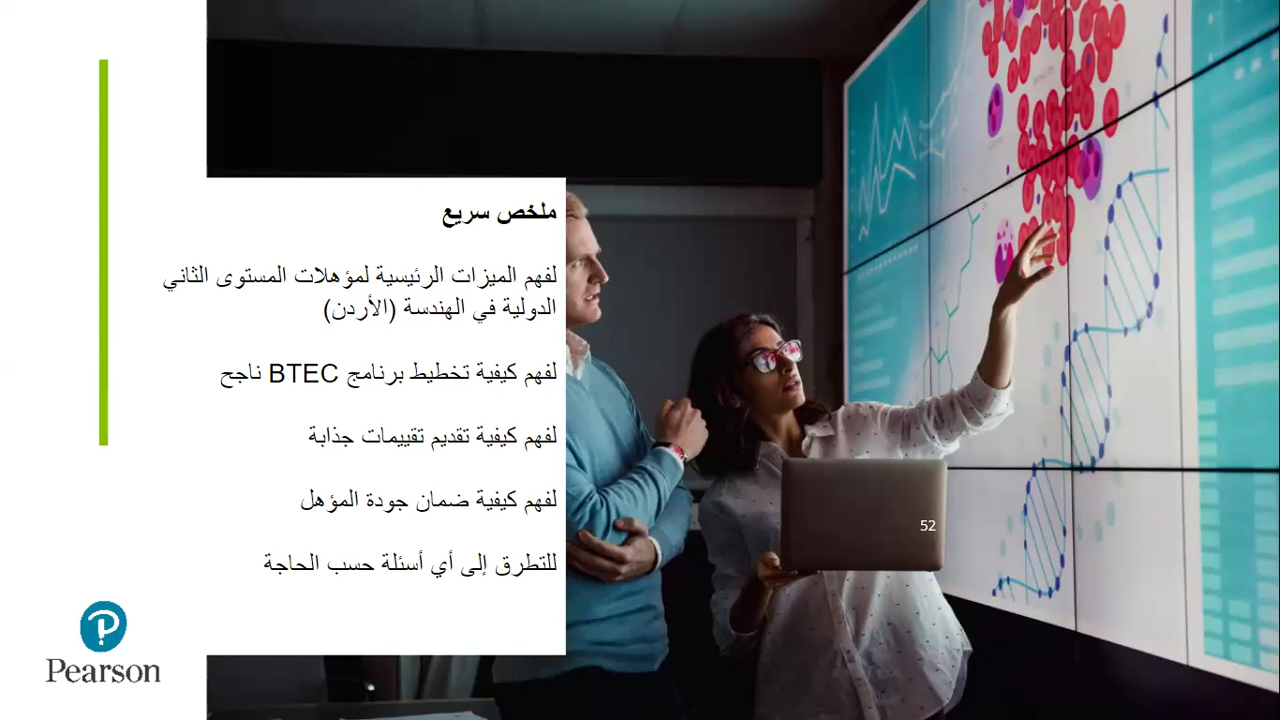 ملخص سريع
لفهم الميزات الرئيسية لمؤهلات المستوى الثاني
الدولية في الهندسة (الأردن)
لفهم كيفية تخطيط برنامج BTEC ناجح
لفهم كيفية تقديم تقييمات جذابة
لفهم كيفية ضمان جودة المؤهل
للتطرق إلى أي أسئلة حسب الحاجة
52
Pearson